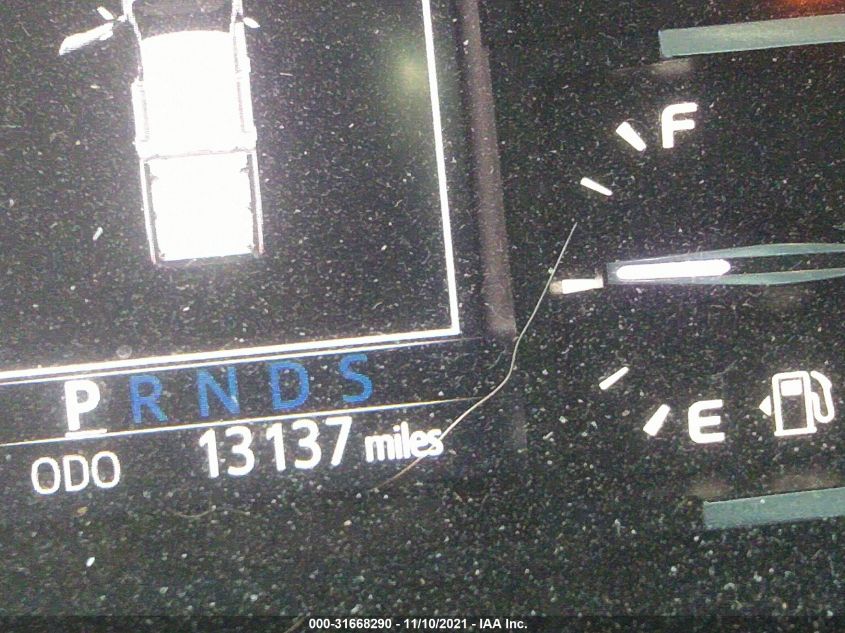 F
P R N D S
E
ODO 13137 miles
000-31668290 - 11/10/2021 - IAA Inc.